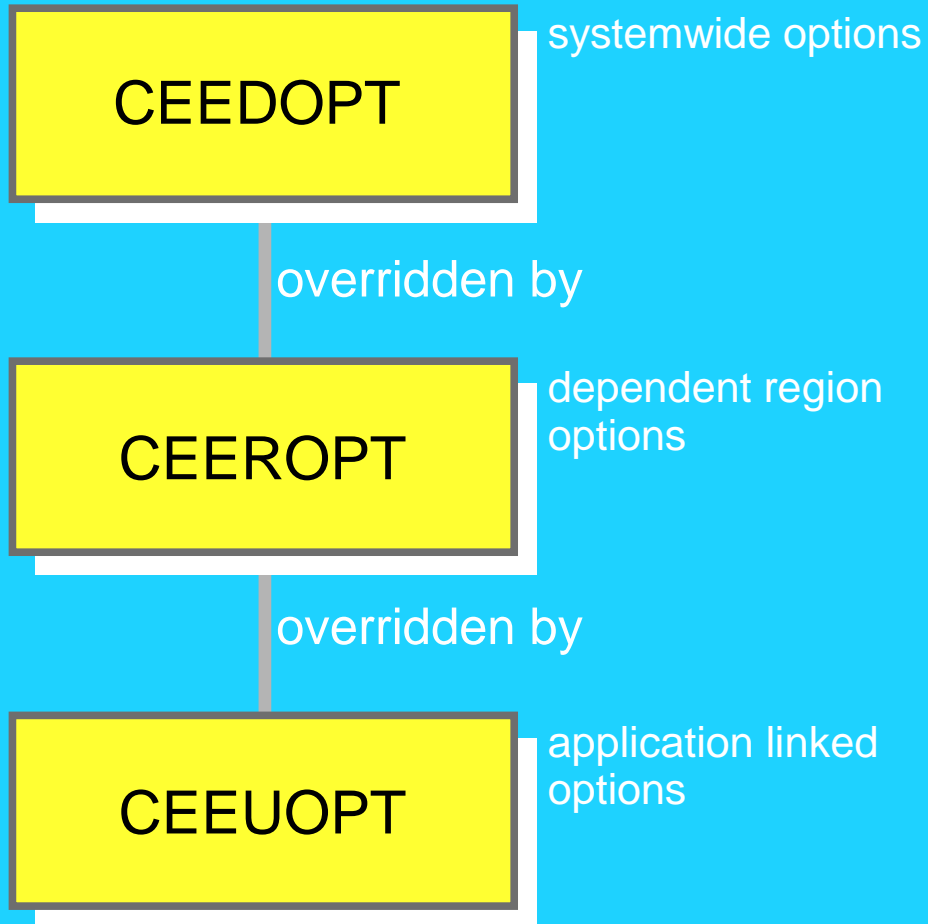 CEEDOPT
systemwide options
overridden by
CEEROPT
dependent region
options
overridden by
CEEUOPT
application linked
options